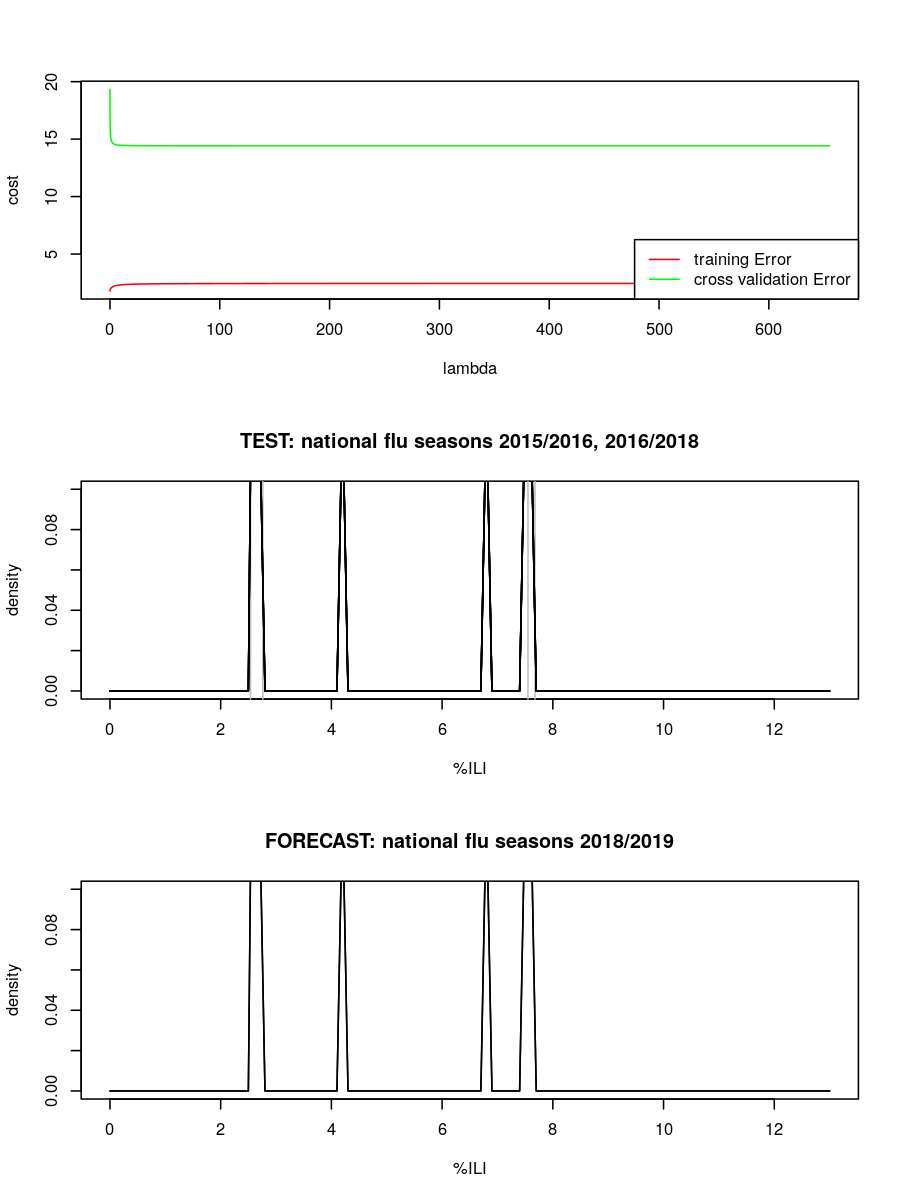 20
15
10
5
cost
training Error
cross validation Error
0 100 200 300 400 500 600
lambda
TEST: national flu seasons 2015/2016, 2016/2018
0.08
0.04
0.00
density
0 2 4 6 8 10 12
%ILI
FORECAST: national flu seasons 2018/2019
0.08
0.04
0.00
density
0 2 4 6 8 10 12
%ILI